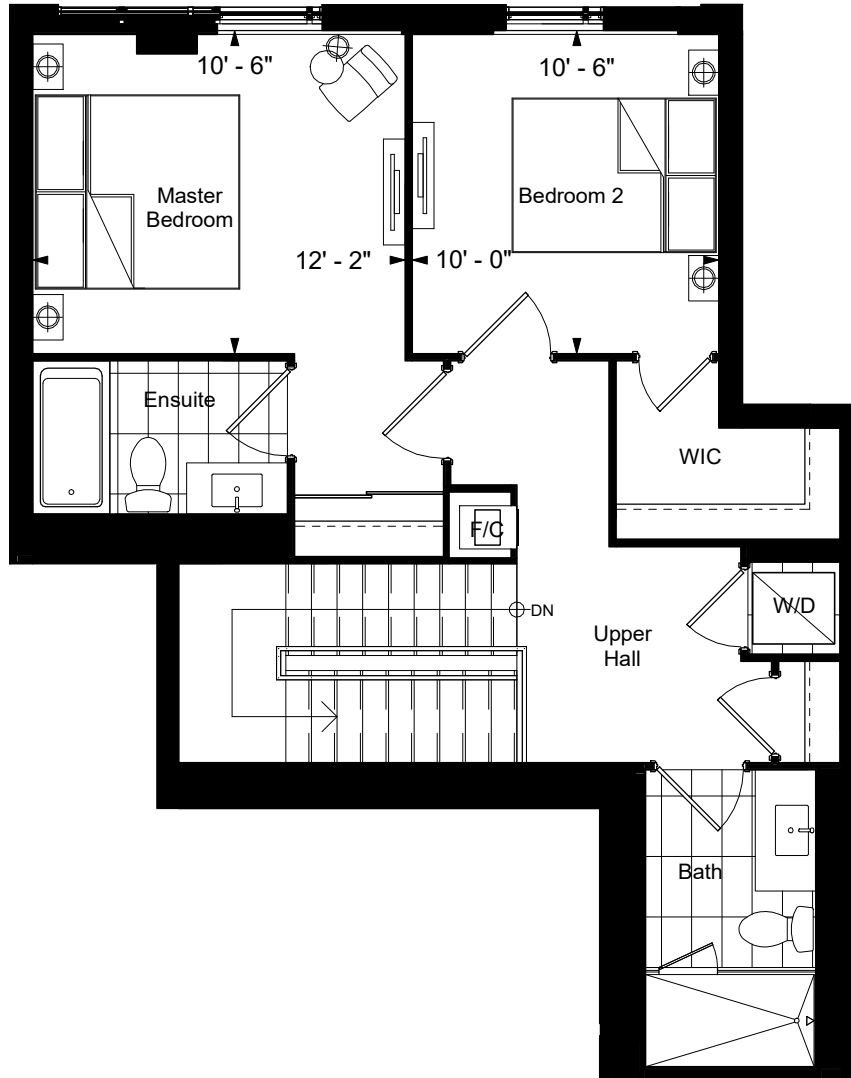 10' - 6"
10' - 6"
Master
Bedroom
Bedroom 2
12' - 2"
10' - 0"
Ensuite
WIC
F/C
W/D
DN
Upper
Hall
Bath